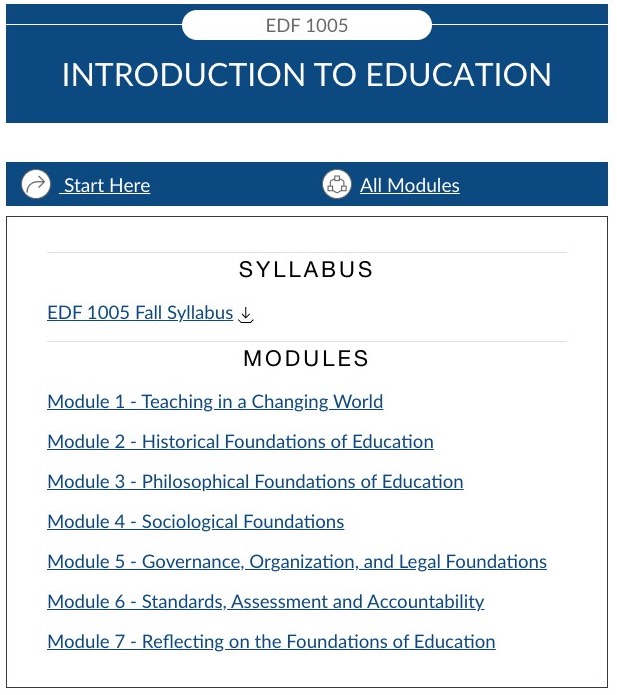 EDF 1005
INTRODUCTION TO EDUCATION
Start Here
All Modules
SYLLABUS
EDF 1005 Fall Syllabus
MODULES
Module 1 - Teaching in a Changing World
Module 2 - Historical Foundations of Education
Module 3 - Philosophical Foundations of Education
Module 4 - Sociological Foundations
Module 5 - Governance, Organization, and Legal Foundations
Module 6 - Standards, Assessment and Accountability
Module 7 - Reflecting on the Foundations of Education